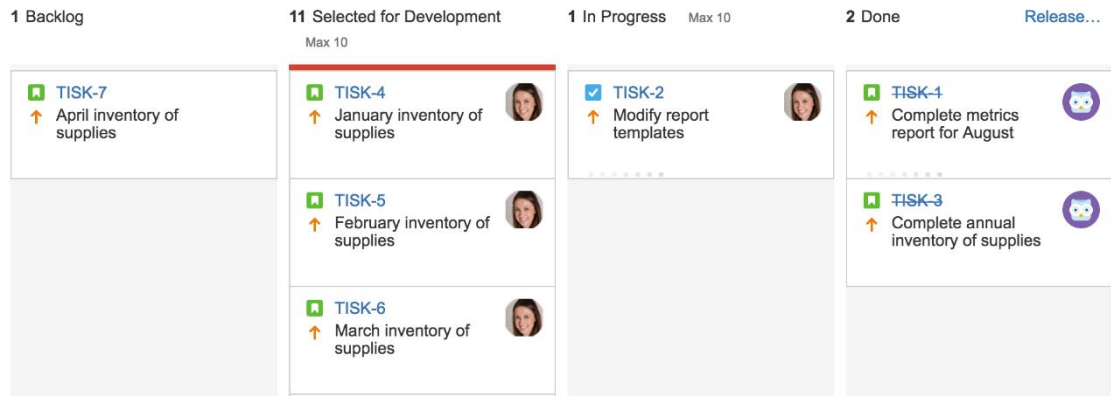 1 Backlog
11 Selected for Development
Max 10
1 In Progress Max 10
2 Done
Release...
TISK-7
April inventory of
supplies
TISK-4
January inventory of
supplies
TISK-5
February inventory of
supplies
TISK-6
March inventory of
supplies
TISK-2
Modify report
templates
TISK-1
Complete metrics
report for August
TISK-3
Complete annual
inventory of supplies